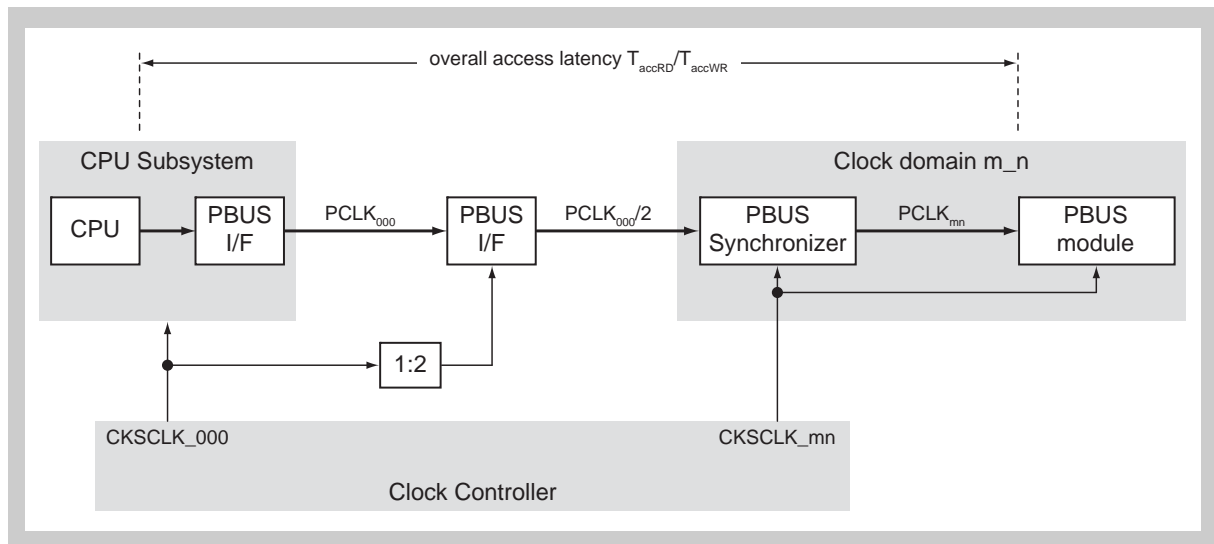 overall access latency TaccRD/TaccWR
CPU Subsystem
Clock domain m_n
CPU
PBUS
I/F
PCLK000
PBUS
I/F
PCLK000/2
PBUS
Synchronizer
PCLKmn
PBUS
module
1:2
CKSCLK_000
CKSCLK_mn
Clock Controller